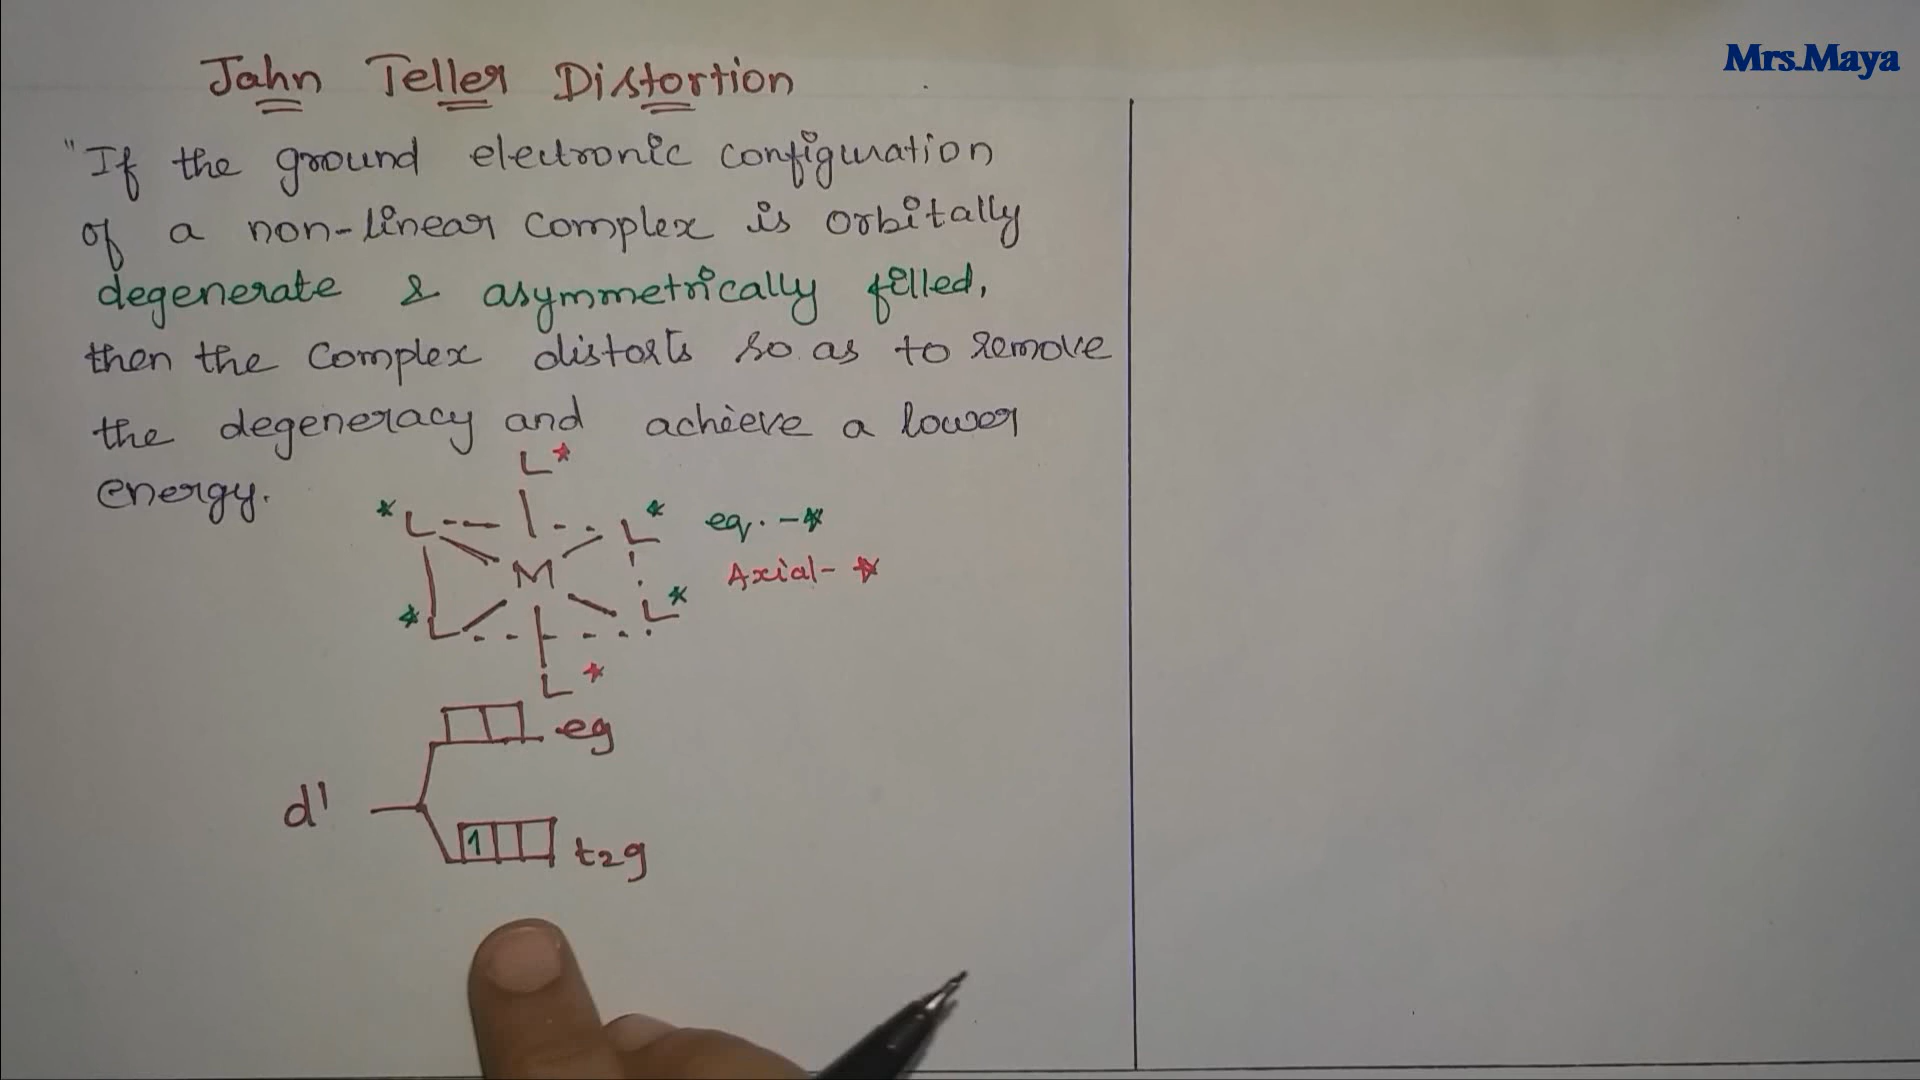 Jahn Teller Distortion
Mrs.Maya
"If the ground electronic configuration
of a non-linear complex is orbitally
degenerate & asymmetrically filled,
then the complex distorts so as to remove
the degeneracy and achieve a lower
energy.
L*
* L L * eq. - *
M Axial - *
* L L *
L *
eg
d¹
1 t2g